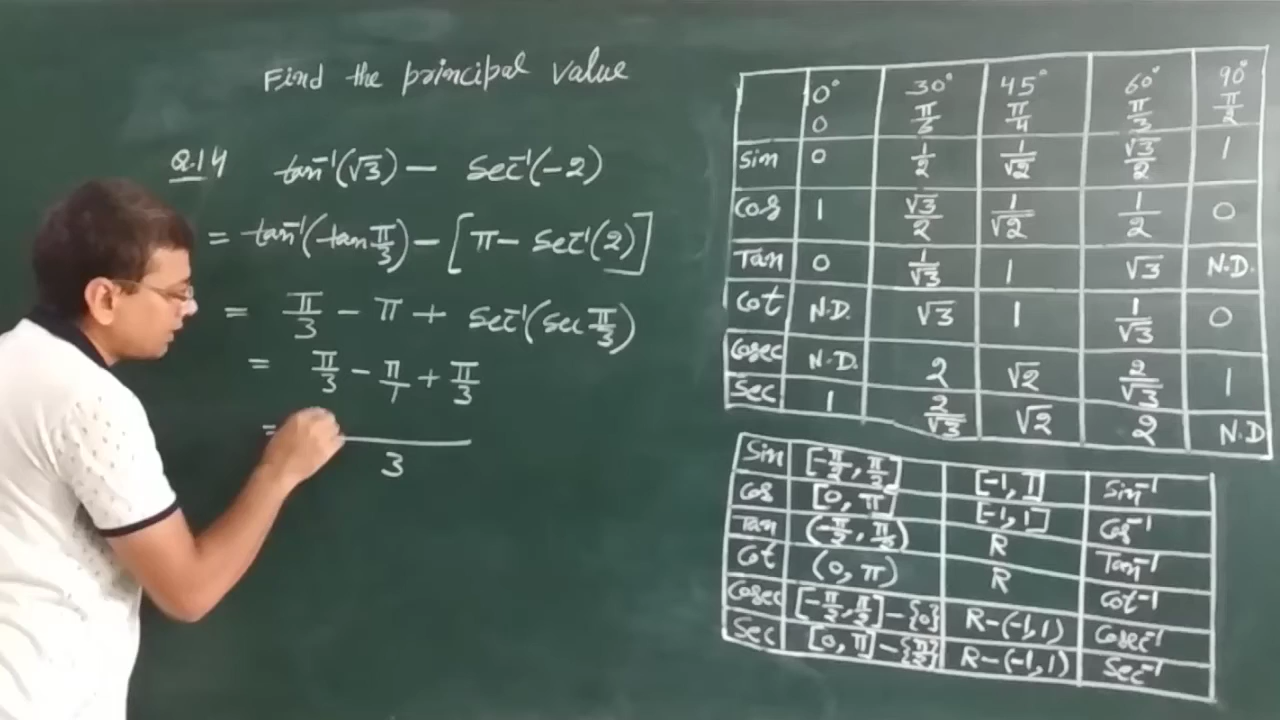 Find the principal value
Q.14 tan⁻¹(√3) − sec⁻¹(−2)
= tan⁻¹(tan π/3) − [π − sec⁻¹(2)]
= π/3 − π + sec⁻¹(sec π/3)
= π/3 − π/1 + π/3
= 3
0° 30° 45° 60° 90°
0 π/6 π/4 π/3 π/2
Sin 0 1/2 1/√2 √3/2 1
Cos 1 √3/2 1/√2 1/2 0
Tan 0 1/√3 1 √3 N.D.
Cot N.D. √3 1 1/√3 0
Cosec N.D. 2 √2 2/√3 1
Sec 1 2/√3 √2 2 N.D
Sin [-π/2, π/2] [-1, 1] Sin⁻¹
Cos [0, π] [-1, 1] Cos⁻¹
Tan (-π/2, π/2) R Tan⁻¹
Cot (0, π) R Cot⁻¹
Cosec [-π/2, π/2] − {0} R−(-1,1) Cosec⁻¹
Sec [0, π] − {π/2} R−(-1,1) Sec⁻¹